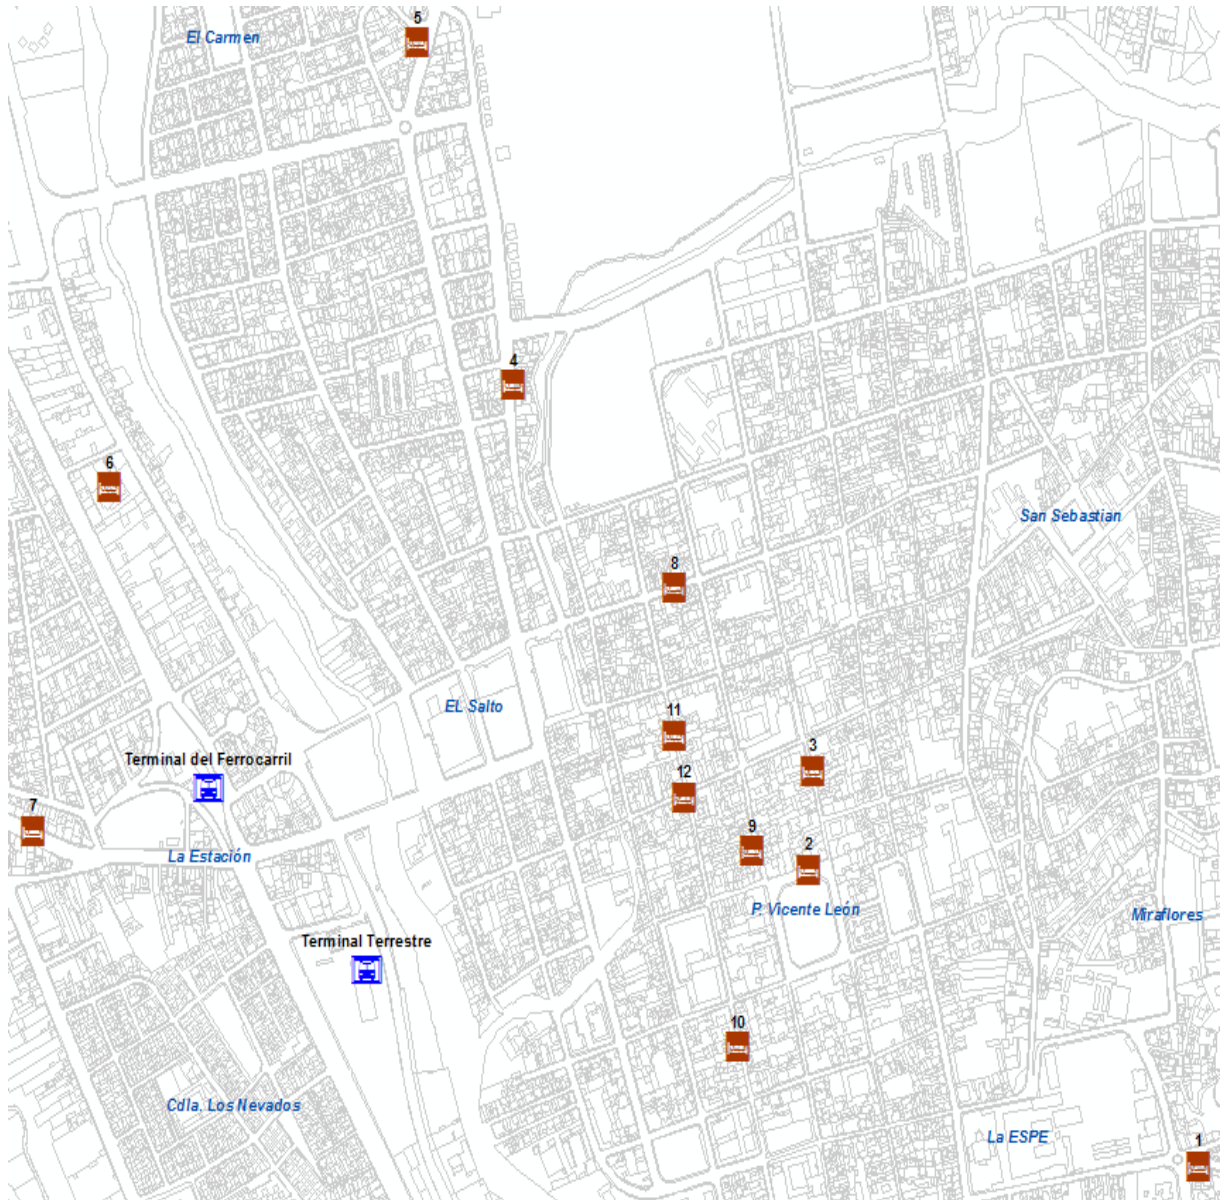 5
El Carmen
4
6
San Sebastian
8
EL Salto
11
3
Terminal del Ferrocarril
12
7
9
2
La Estación
P. Vicente León
Miraflores
Terminal Terrestre
10
Cdla. Los Nevados
La ESPE
1